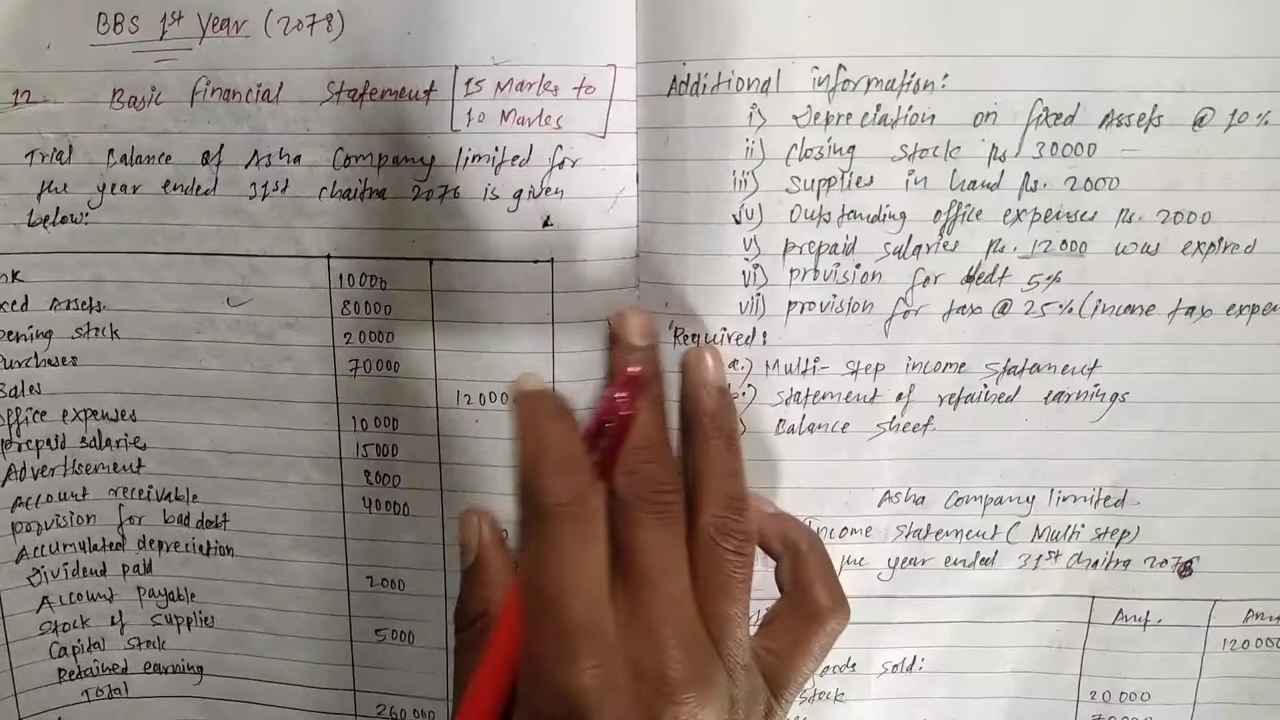 BBS 1st Year (2078)
12. Basic Financial Statement [15 Marks to
10 Marks]
Trial Balance of Asha Company limited for
the year ended 31st Chaitra 2076 is given
below:
nk 10000
xed Assets. 80000
pening stock 20000
urchases 70000
Sales 12000
office expenses 10000
prepaid salaries 15000
Advertisement 8000
Account receivable 40000
provision for bad debt
Accumulated depreciation
Dividend paid 2000
Account payable
Stock of supplies 5000
Capital stock
Retained earning
Total 260000
Additional information:
i) Depreciation on fixed Assets @ 10%
ii) closing stock Rs 30000
iii) supplies in hand Rs. 2000
iv) Outstanding office expenses Rs. 2000
v) prepaid salaries Rs. 12000 was expired
vi) provision for debt 5%
vii) provision for tax @ 25% (income tax expen
Required:
a.) Multi-step income statement
b.) statement of retained earnings
) Balance sheet.
Asha Company limited
Income statement (Multi step)
the year ended 31st Chaitra 2076
Amt. Am
120000
oods sold:
stock 20000
70000